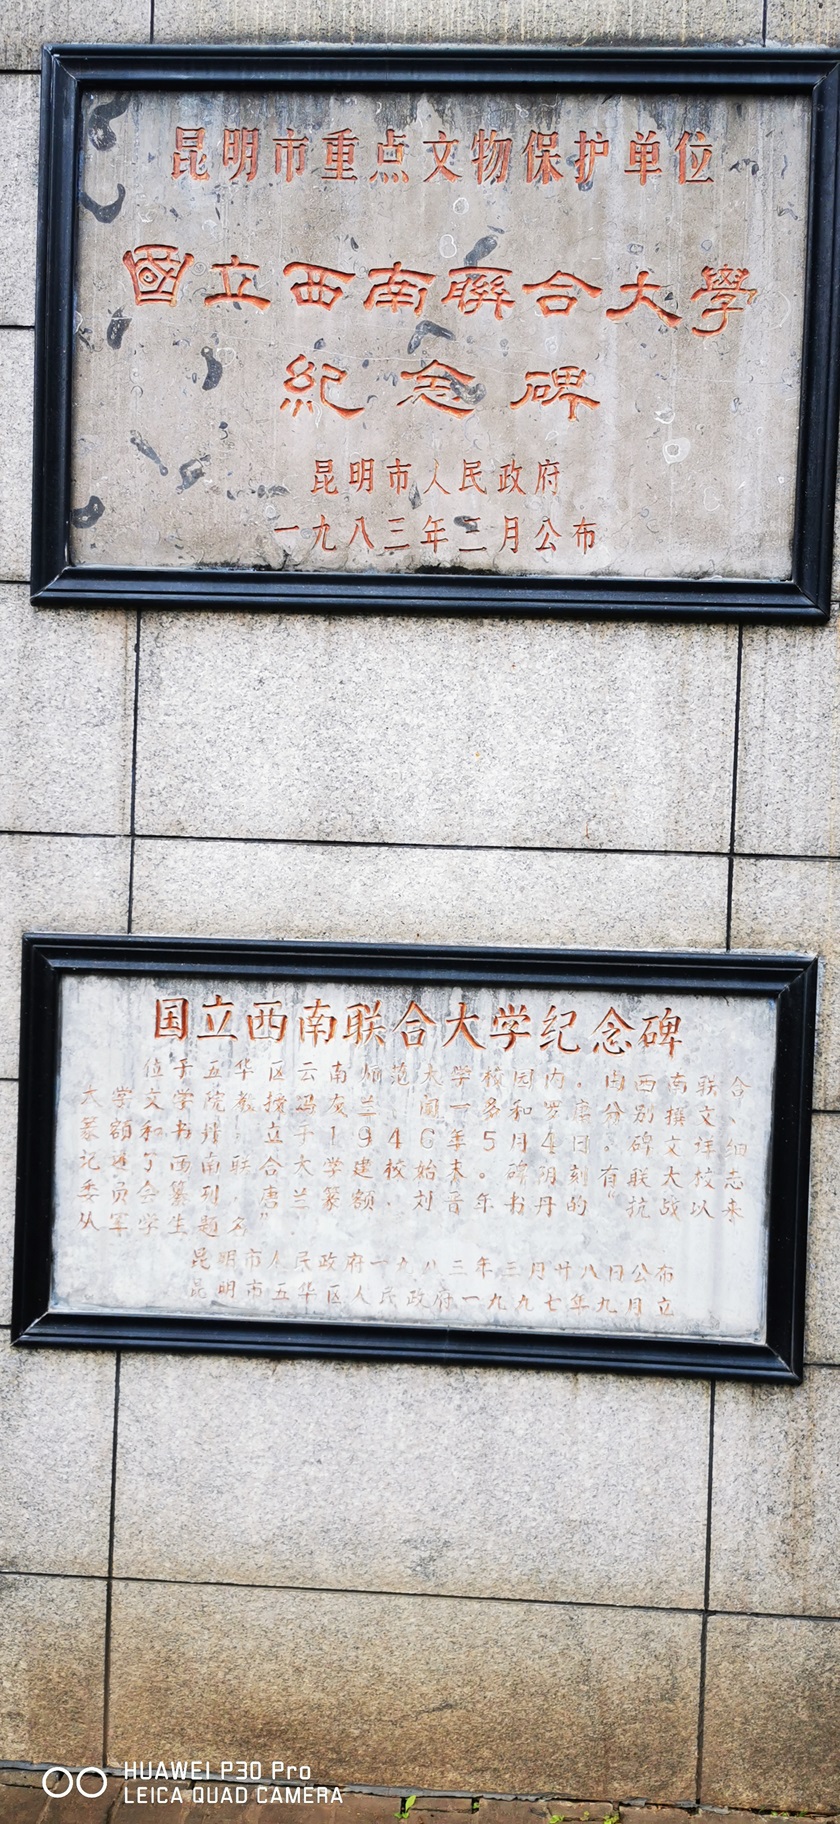 昆明市重点文物保护单位
國立西南聯合大學
紀念碑
昆明市人民政府
一九八三年三月公布
国立西南联合大学纪念碑
位于五华区云南师范大学校园内。由西南联合
大学文学院教授冯友兰、闻一多和罗庸分别撰文、
篆额和书丹，立于1946年5月4日。碑文详细
记述了西南联合大学建校始末。碑阴刻有“联大校志
委员会纂列，唐兰篆额、刘晋年书丹的“抗战以来
从军学生题名”
昆明市人民政府一九八三年三月廿八日公布
昆明市五华区人民政府一九九七年九月立
HUAWEI P30 Pro
LEICA QUAD CAMERA